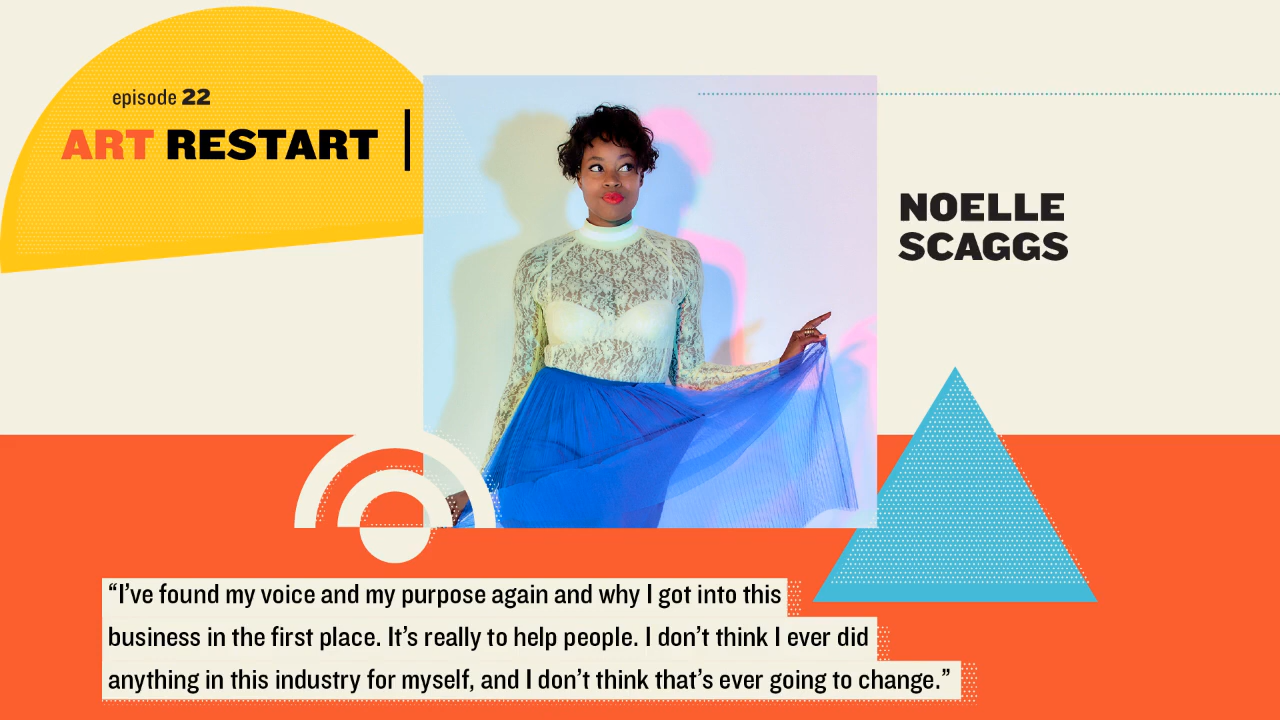 episode 22
ART RESTART
NOELLE
SCAGGS
“I’ve found my voice and my purpose again and why I got into this
business in the first place. It’s really to help people. I don’t think I ever did
anything in this industry for myself, and I don’t think that’s ever going to change.”